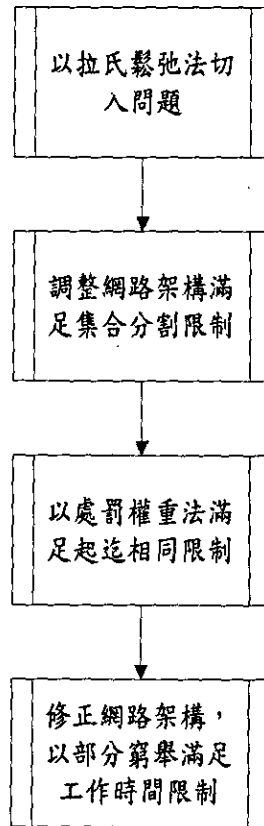 以拉氏鬆弛法切
入問題
調整網路架構滿
足集合分割限制
以處罰權重法滿
足起迄相同限制
修正網路架構，
以部分窮舉滿足
工作時間限制